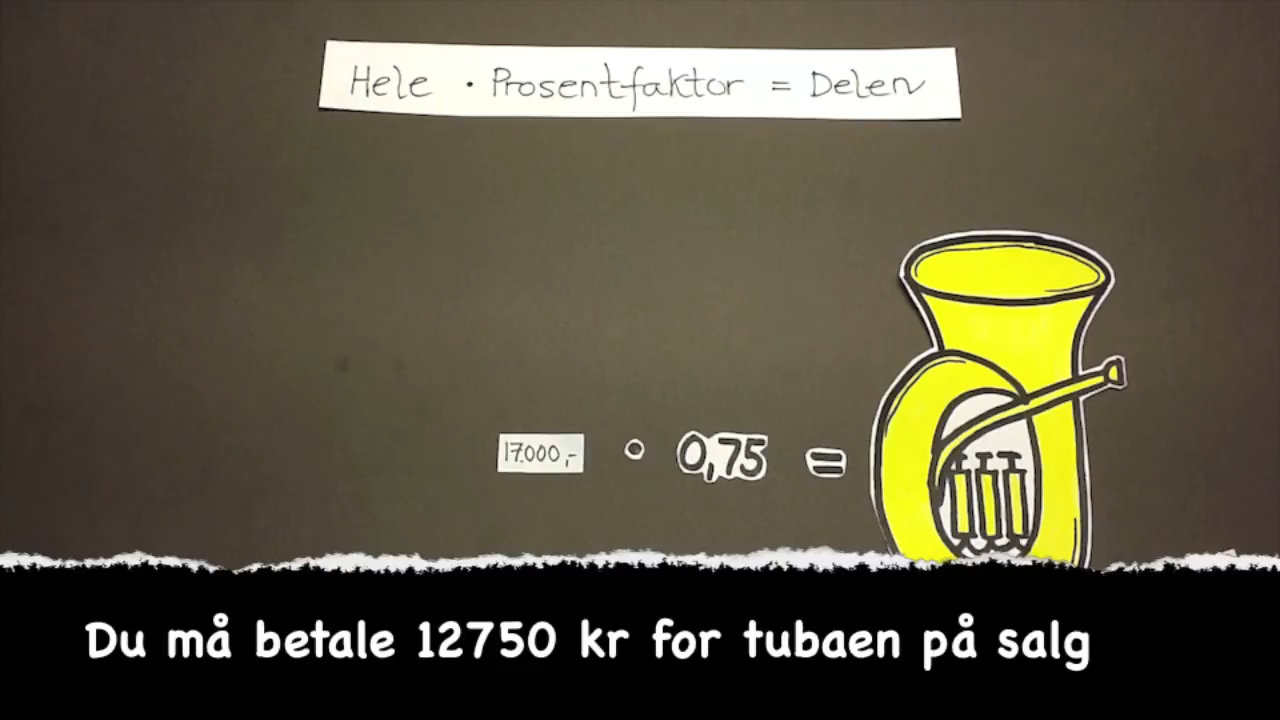 Hele · Prosentfaktor = Delen
17.000,- · 0,75 =
Du må betale 12750 kr for tubaen på salg